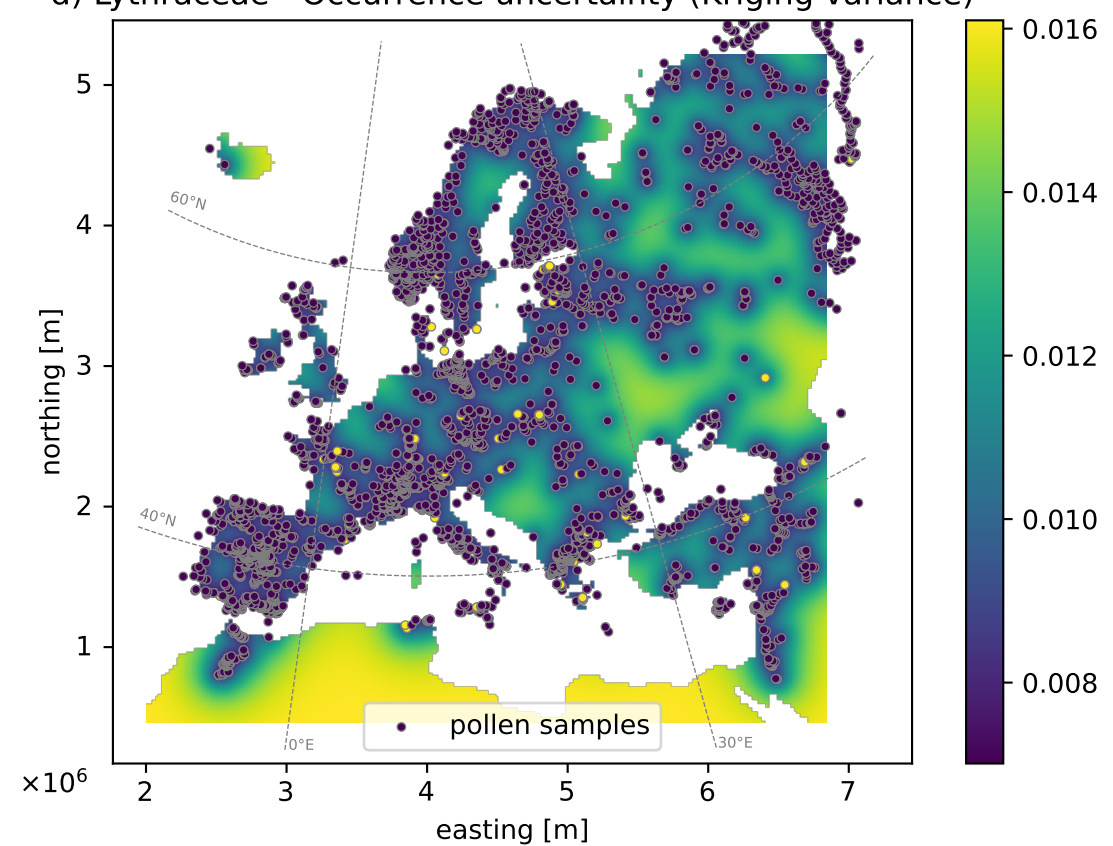 d) Lythraceae - Occurrence uncertainty (Kriging variance)
0.016
0.014
0.012
0.010
0.008
5
4
3
2
1
northing [m]
60°N
40°N
0°E
30°E
pollen samples
×10⁶
2 3 4 5 6 7
easting [m]